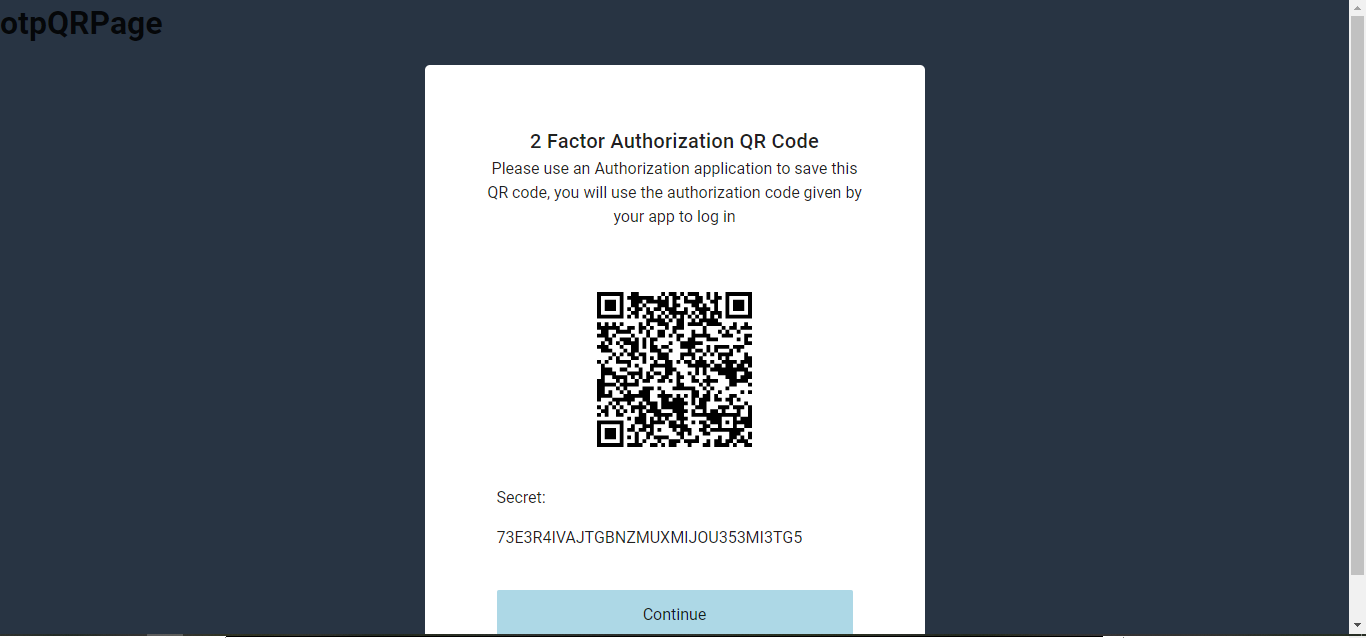 otpQRPage
2 Factor Authorization QR Code
Please use an Authorization application to save this
QR code, you will use the authorization code given by
your app to log in
Secret:
73E3R4IVAJTGBNZMUXMIJOU353MI3TG5
Continue